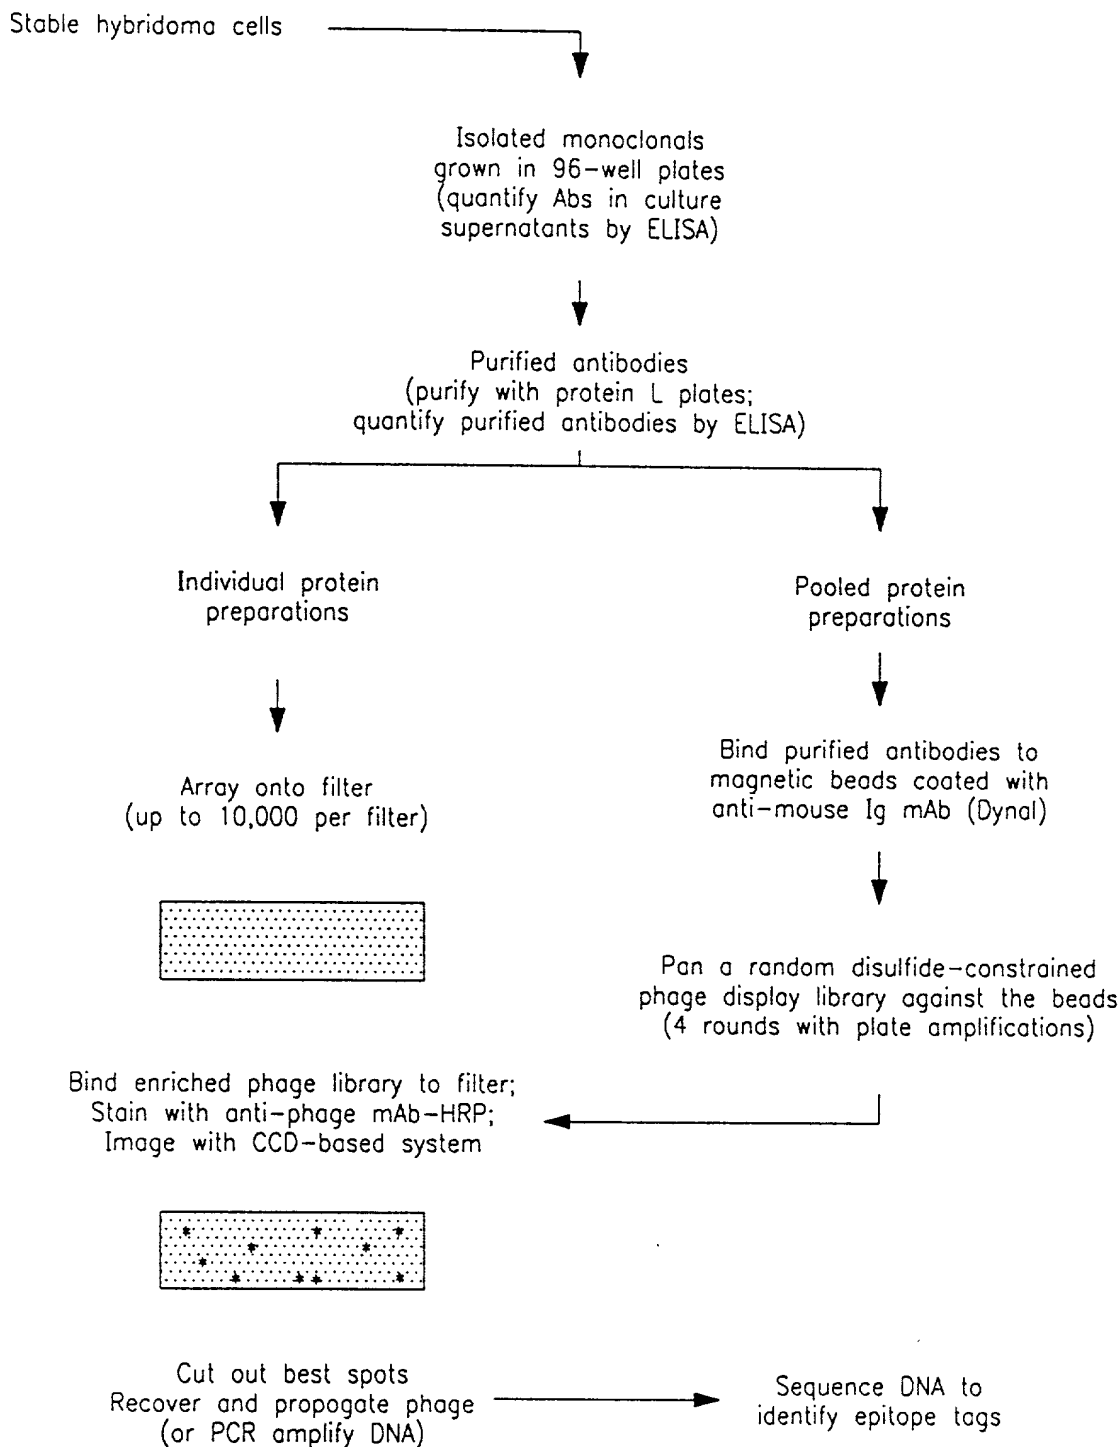 Stable hybridoma cells
Isolated monoclonals
grown in 96-well plates
(quantify Abs in culture
supernatants by ELISA)
Purified antibodies
(purify with protein L plates;
quantify purified antibodies by ELISA)
Individual protein
preparations
Pooled protein
preparations
Array onto filter
(up to 10,000 per filter)
Bind purified antibodies to
magnetic beads coated with
anti-mouse Ig mAb (Dynal)
Pan a random disulfide-constrained
phage display library against the beads
(4 rounds with plate amplifications)
Bind enriched phage library to filter;
Stain with anti-phage mAb-HRP;
Image with CCD-based system
Cut out best spots
Recover and propogate phage
(or PCR amplify DNA)
Sequence DNA to
identify epitope tags